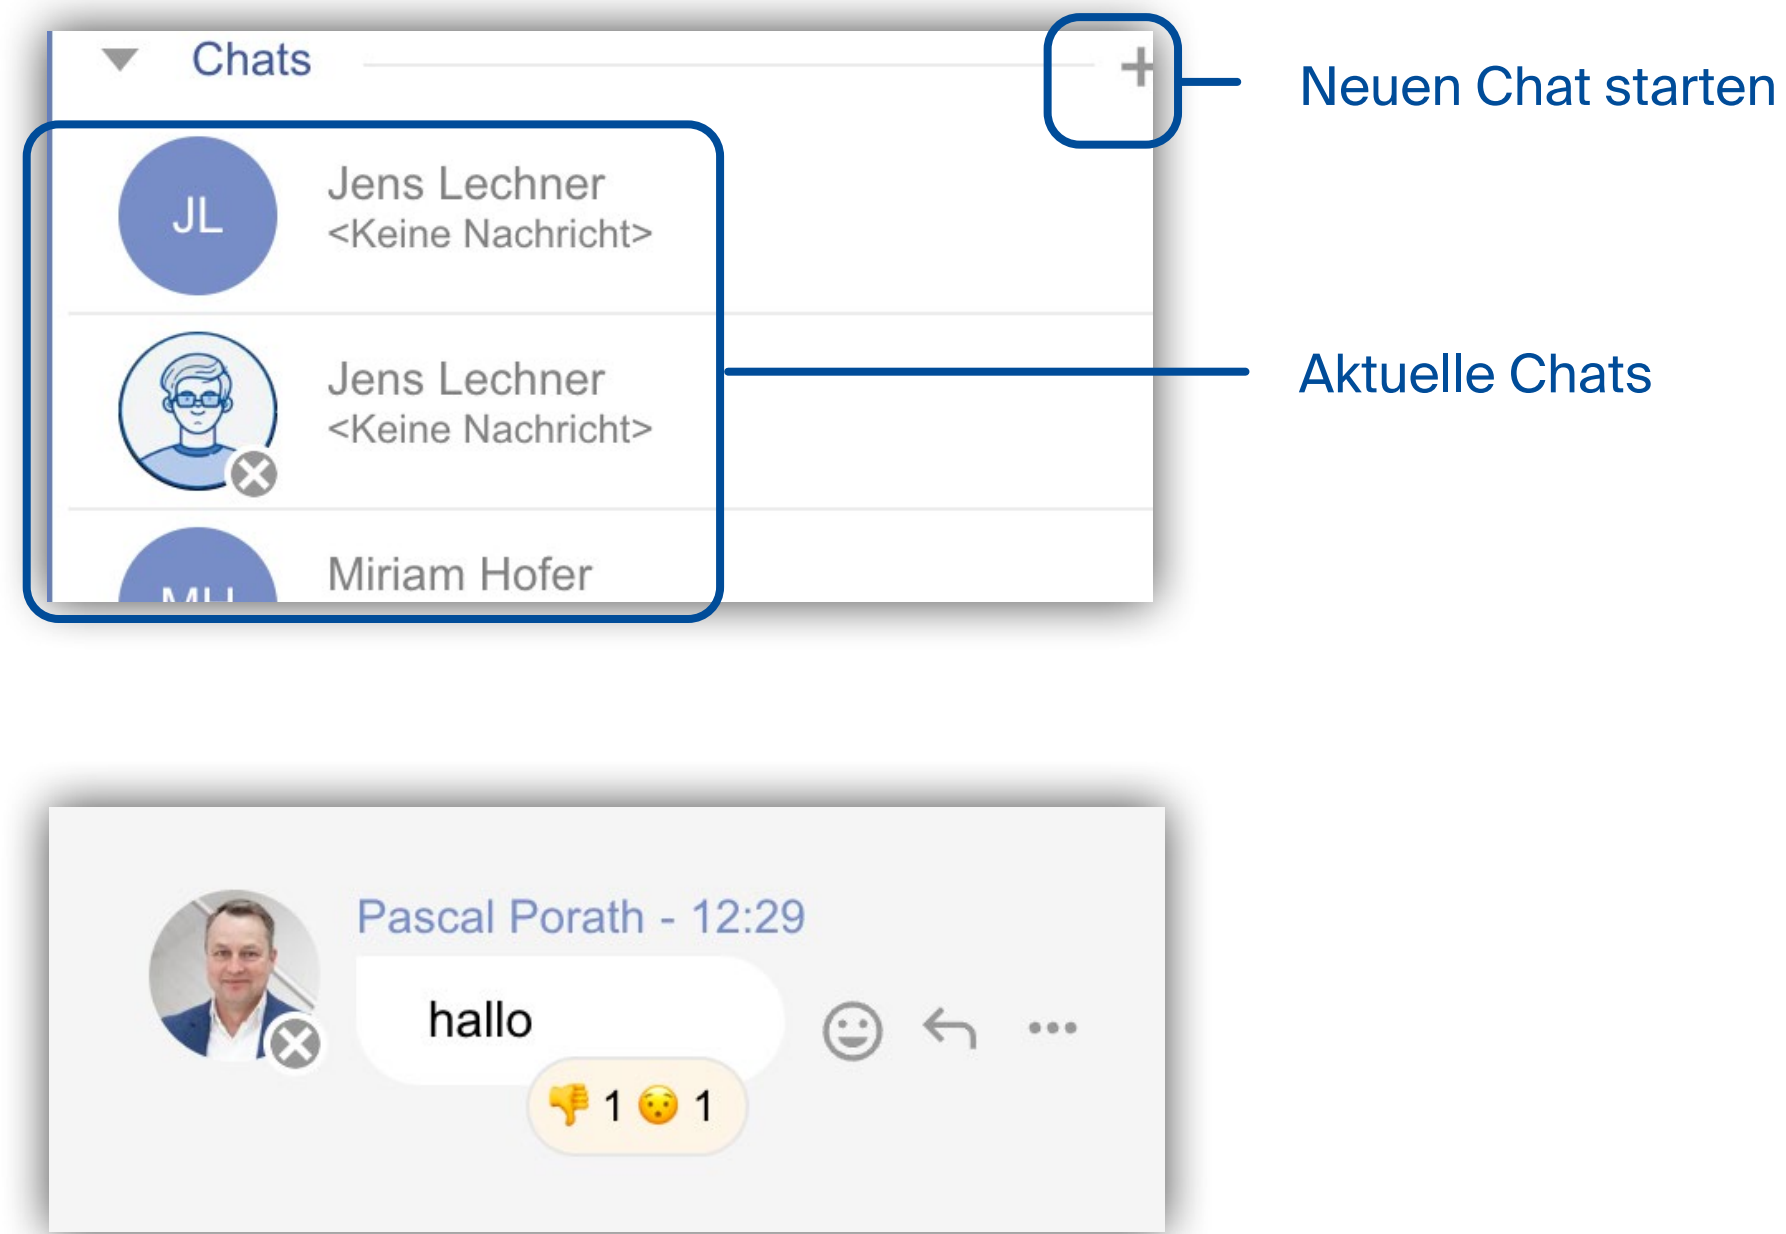 Chats
Neuen Chat starten
JL
Jens Lechner
<Keine Nachricht>
Jens Lechner
<Keine Nachricht>
Aktuelle Chats
MH
Miriam Hofer
Pascal Porath - 12:29
hallo
👎 1 😯 1